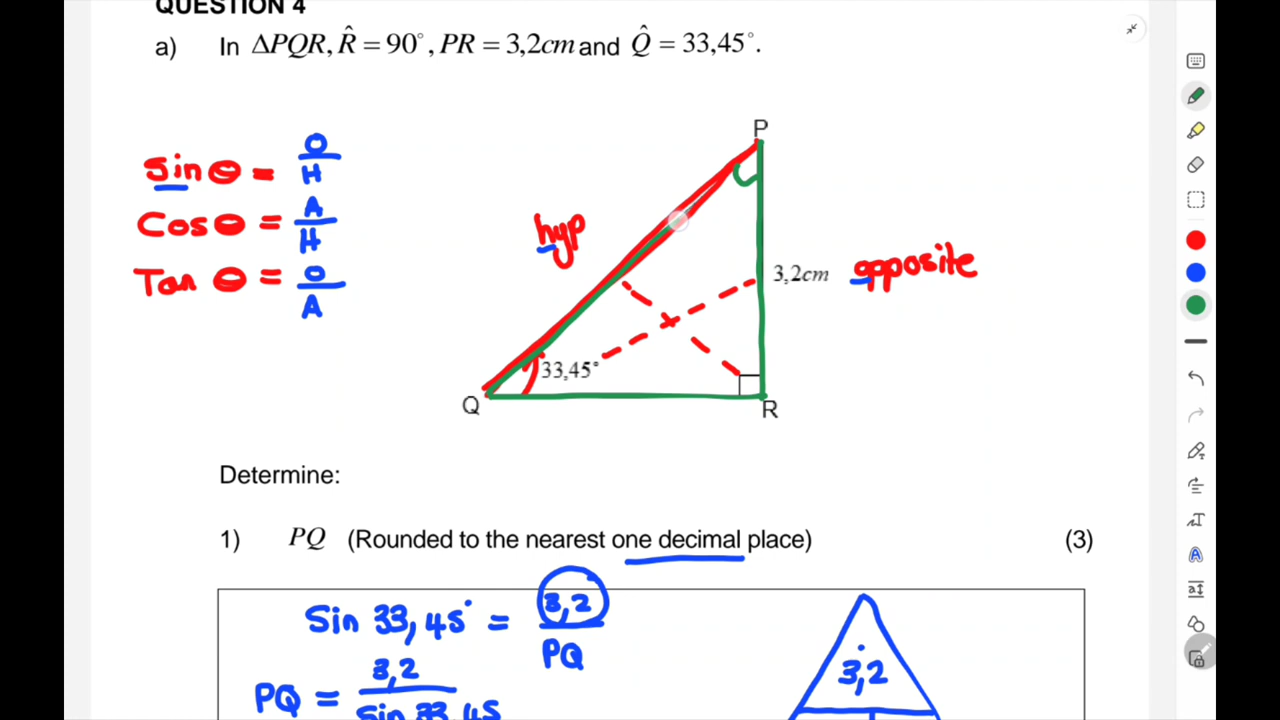 QUESTION 4
a) In ΔPQR, R̂ = 90°, PR = 3,2cm and Q̂ = 33,45°.
P
Sin θ = O/H
Cos θ = A/H
hyp
3,2cm opposite
Tan θ = O/A
33,45°
Q R
Determine:
1) PQ (Rounded to the nearest one decimal place) (3)
Sin 33,45° = 3,2/PQ
3,2
PQ = 3,2/sin 33,45